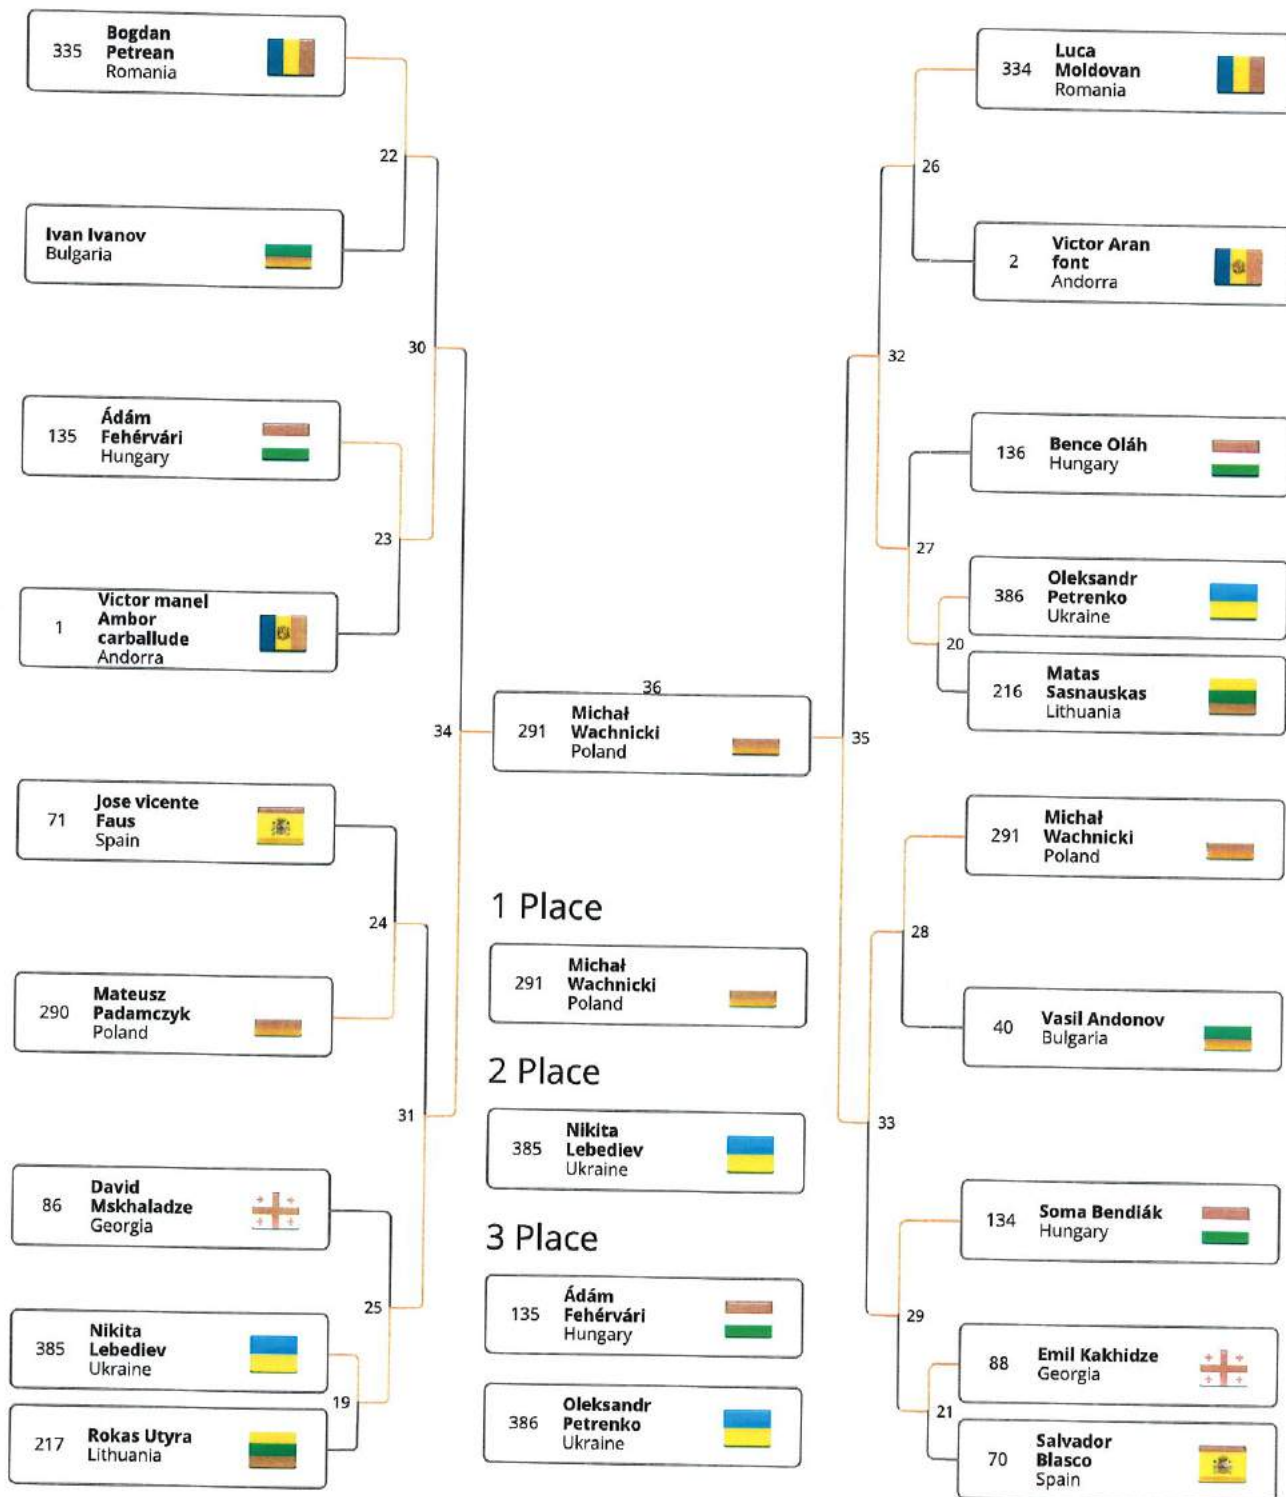 335
Bogdan
Petrean
Romania
22
Ivan Ivanov
Bulgaria
30
135
Ádám
Fehérvári
Hungary
23
1
Victor manel
Ambor
carballude
Andorra
34
71
Jose vicente
Faus
Spain
24
290
Mateusz
Padamczyk
Poland
31
86
David
Mskhaladze
Georgia
25
385
Nikita
Lebediev
Ukraine
19
217
Rokas Utyra
Lithuania
36
291
Michał
Wachnicki
Poland
1 Place
291
Michał
Wachnicki
Poland
2 Place
385
Nikita
Lebediev
Ukraine
3 Place
135
Ádám
Fehérvári
Hungary
386
Oleksandr
Petrenko
Ukraine
334
Luca
Moldovan
Romania
26
2
Victor Aran
font
Andorra
32
136
Bence Oláh
Hungary
27
386
Oleksandr
Petrenko
Ukraine
20
216
Matas
Sasnauskas
Lithuania
35
291
Michał
Wachnicki
Poland
28
40
Vasil Andonov
Bulgaria
33
134
Soma Bendiák
Hungary
29
88
Emil Kakhidze
Georgia
21
70
Salvador
Blasco
Spain